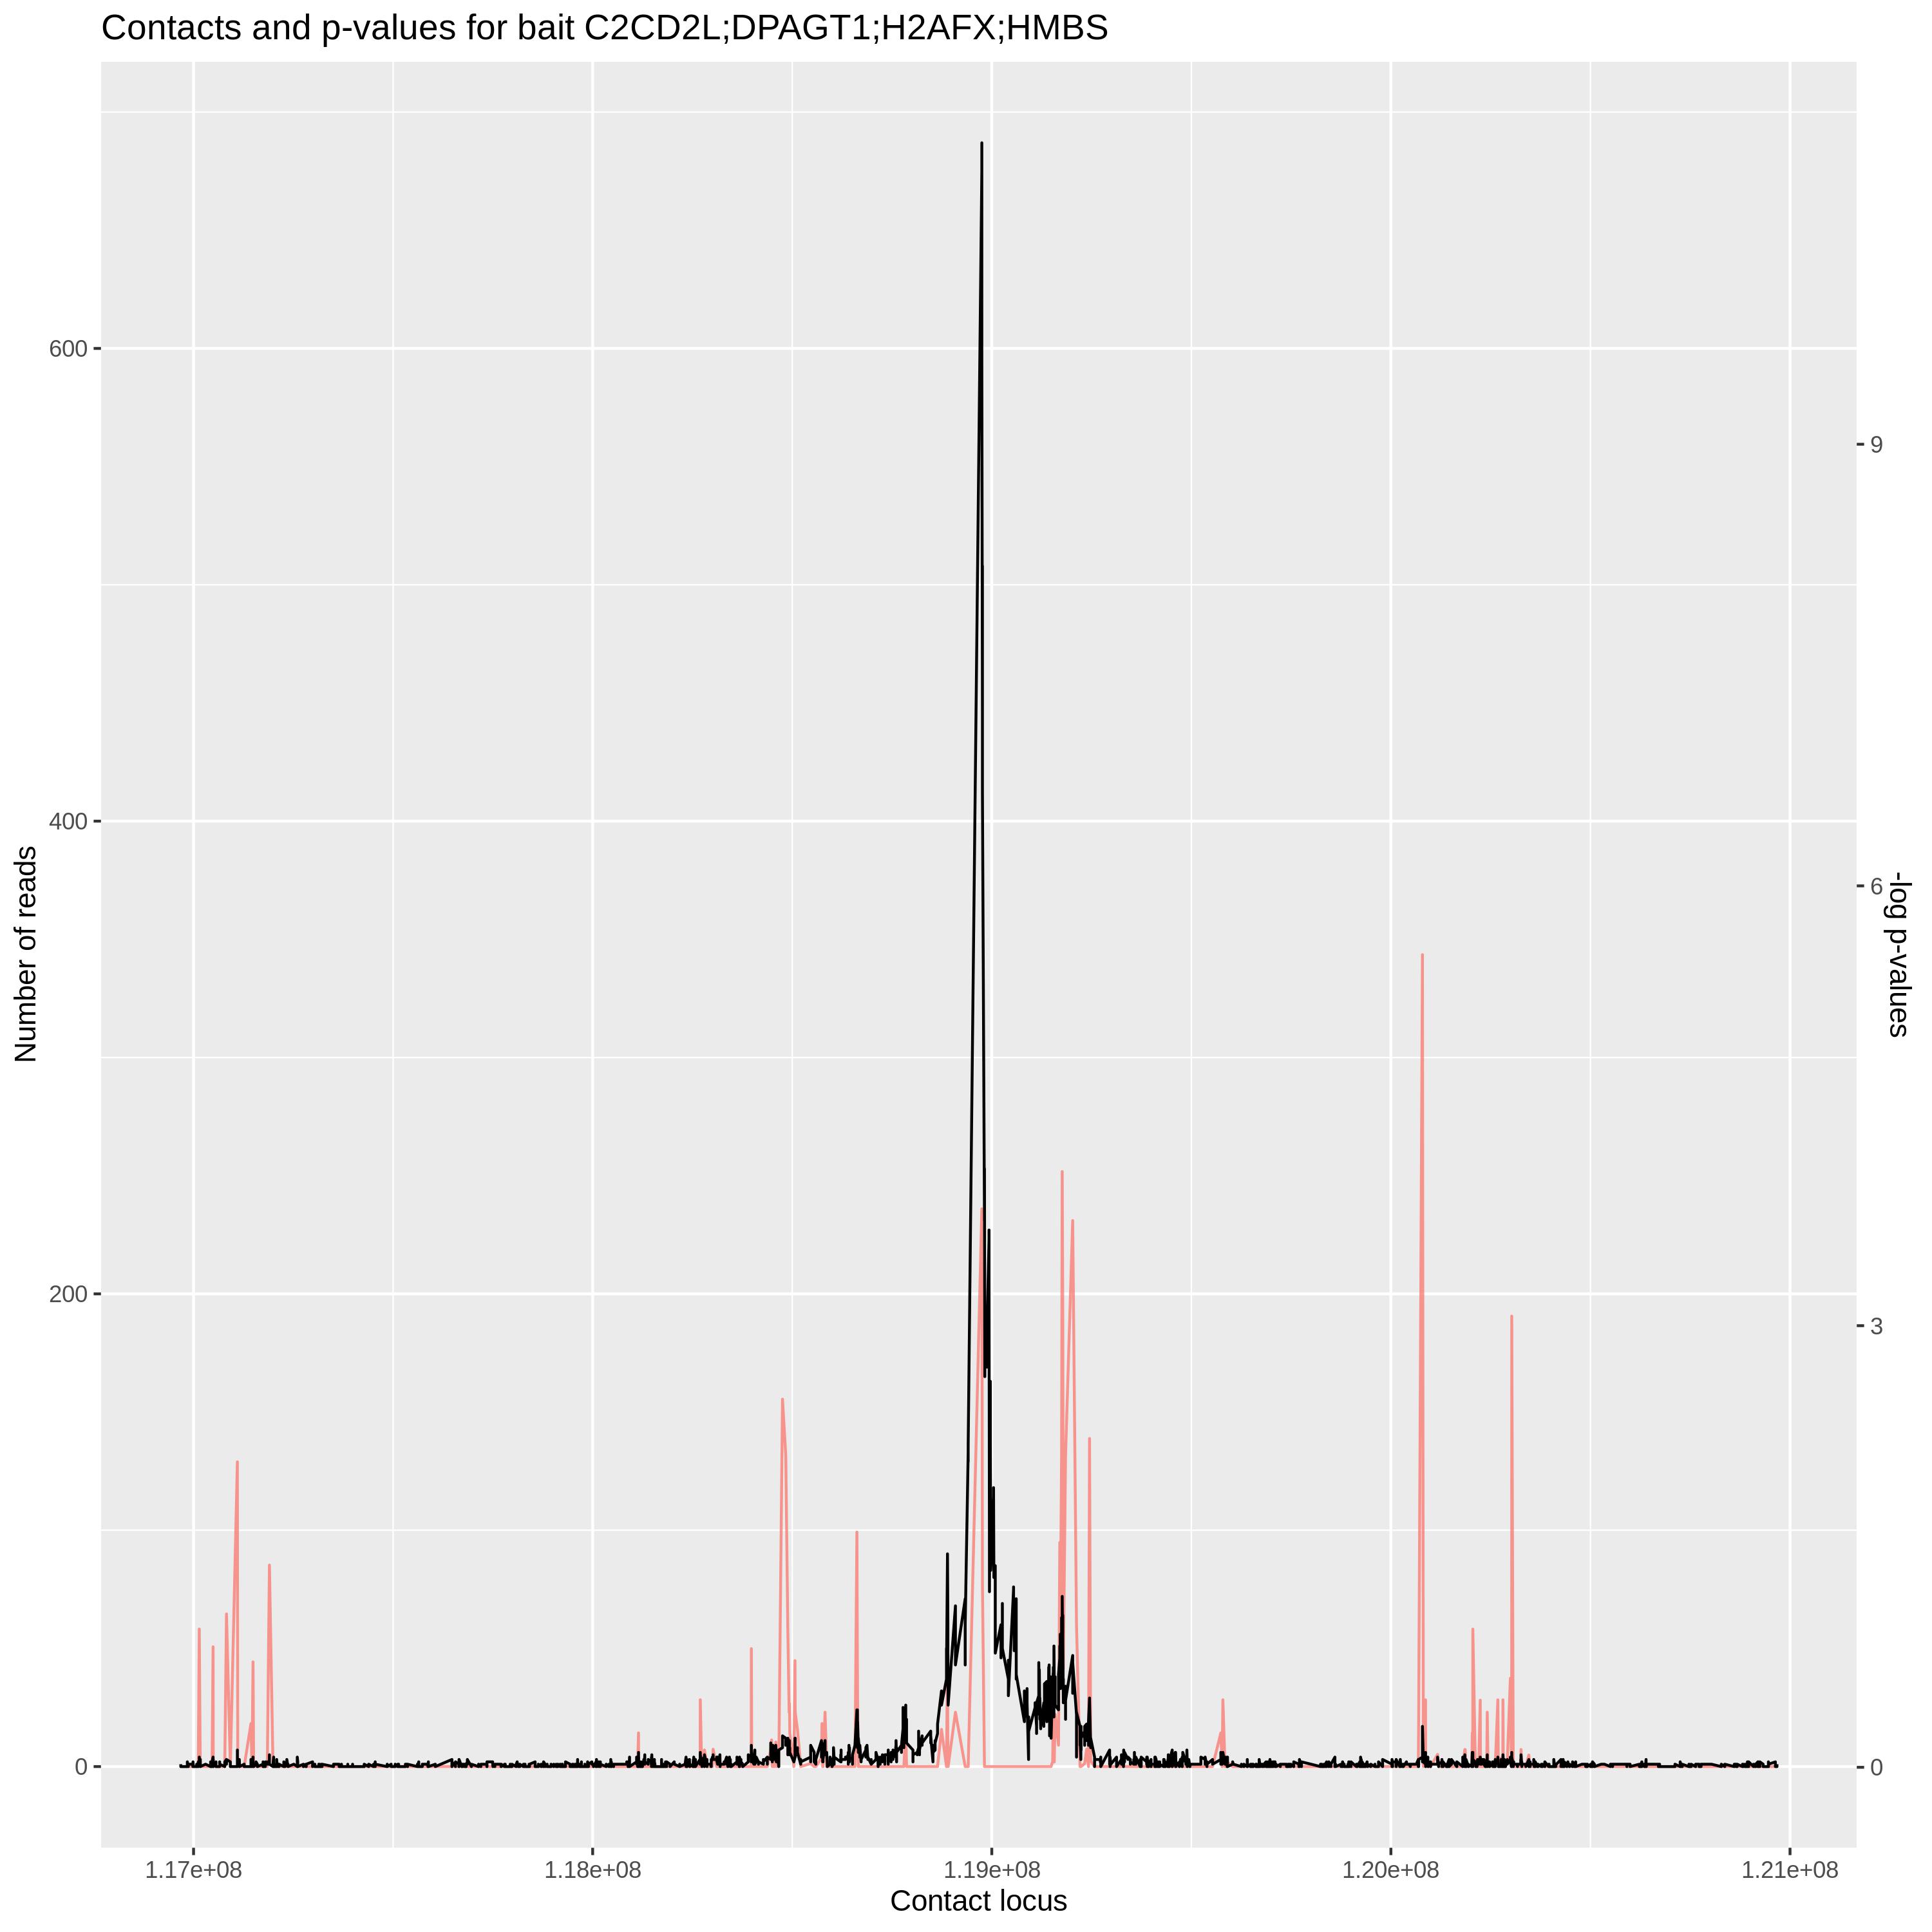 Contacts and p-values for bait C2CD2L;DPAGT1;H2AFX;HMBS
600
400
200
0
Number of reads
9
6
3
0
-log p-values
1.17e+08
1.18e+08
1.19e+08
1.20e+08
1.21e+08
Contact locus